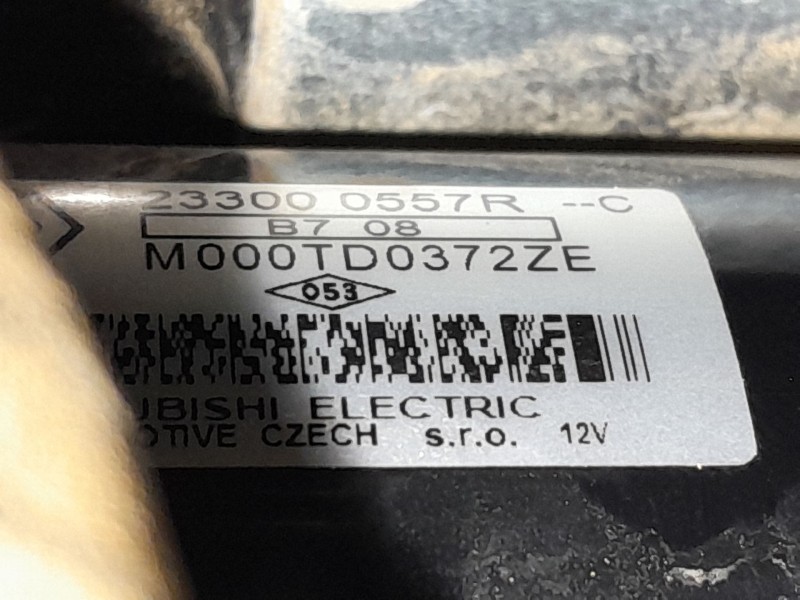 23300 0557R --C
B7 08
M000TD0372ZE
053
UBISHI ELECTRIC
OTIVE CZECH s.r.o. 12V